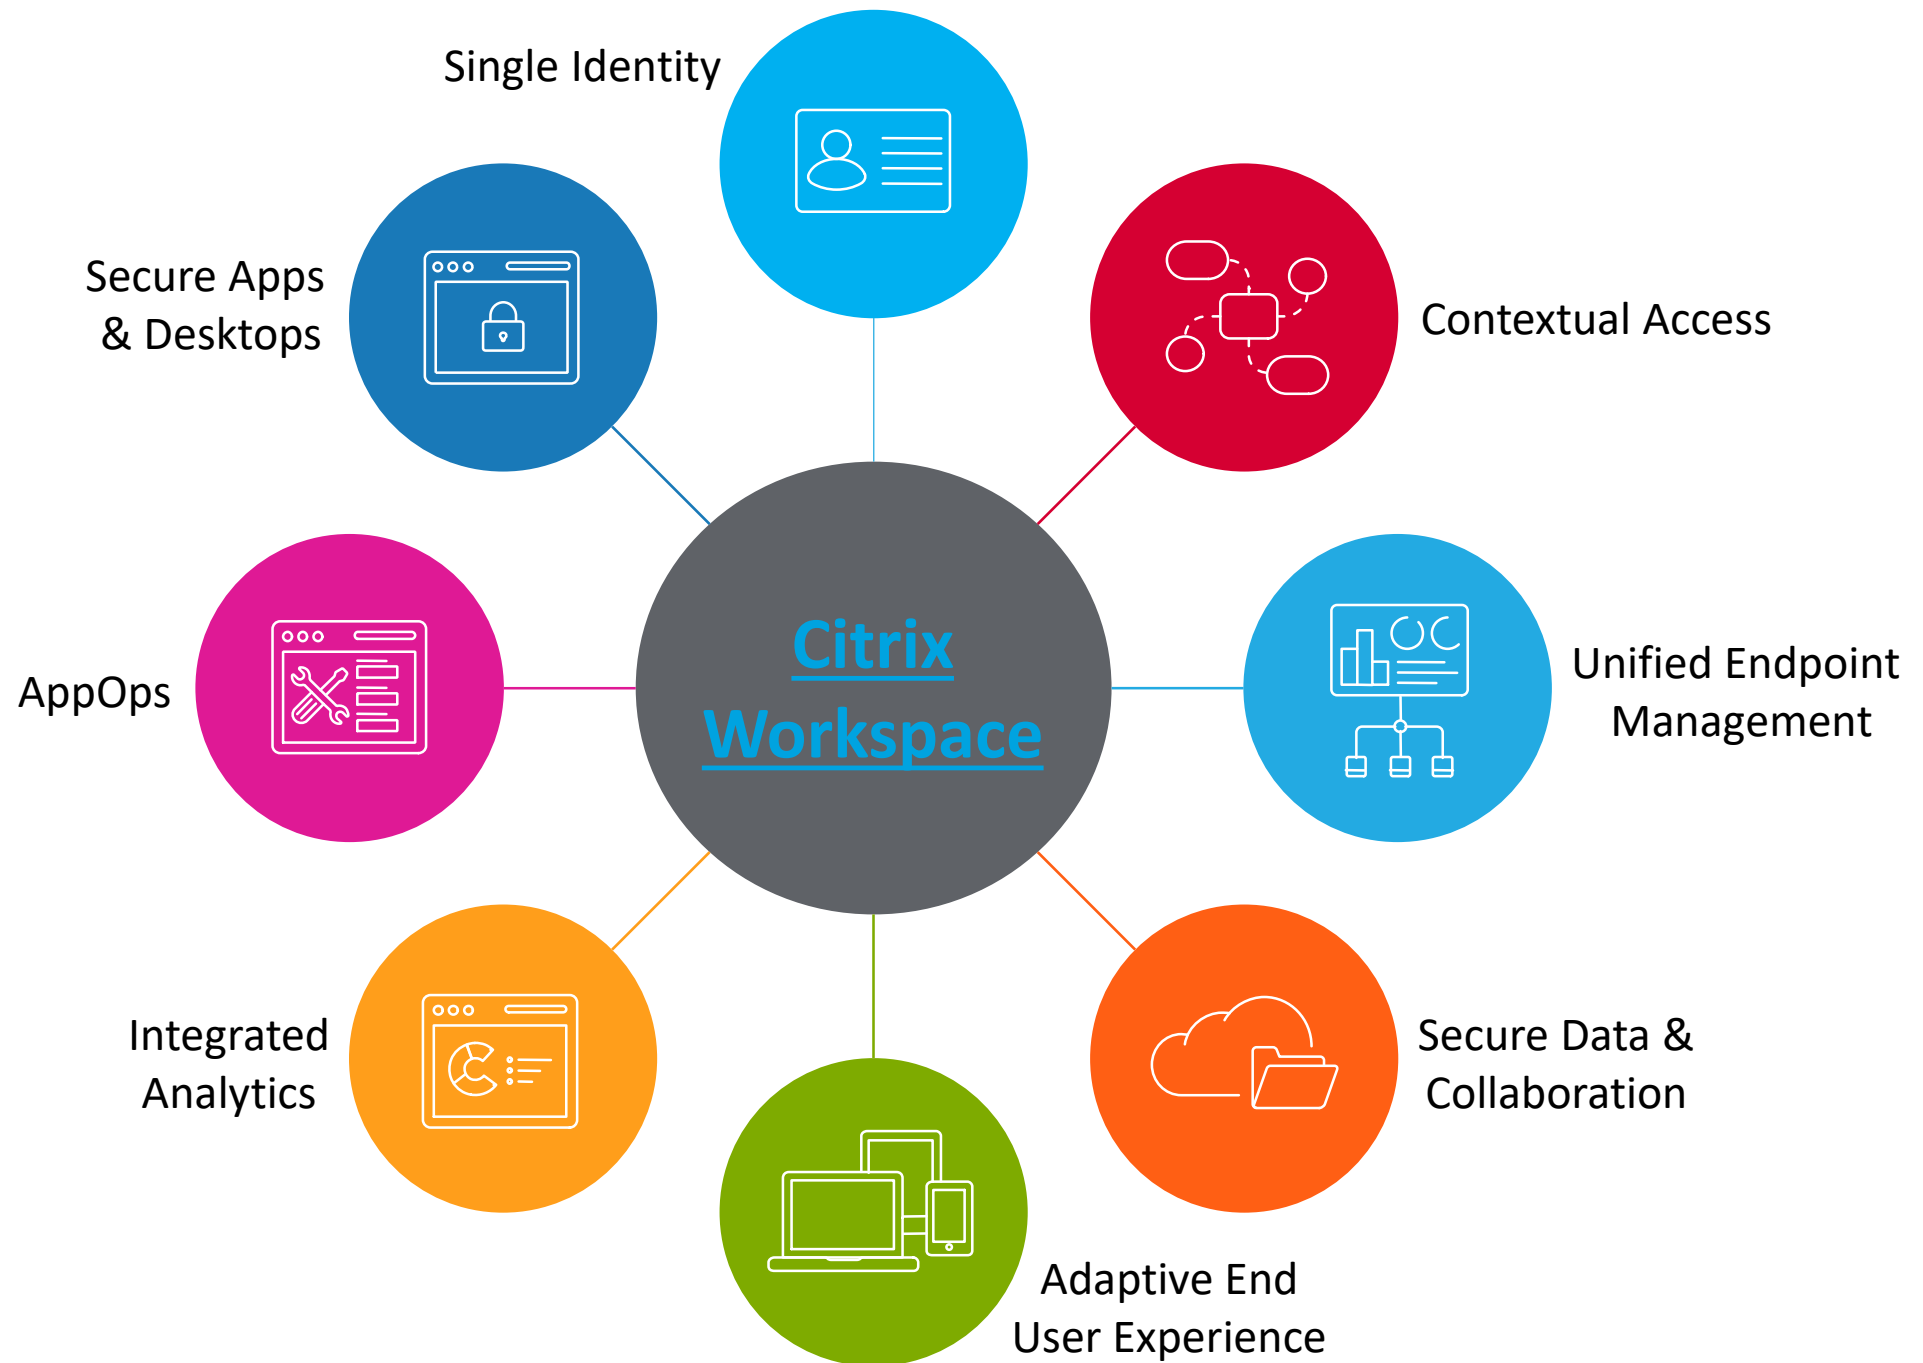 Single Identity
Secure Apps
& Desktops
Contextual Access
Citrix
Workspace
AppOps
Unified Endpoint
Management
Integrated
Analytics
Secure Data &
Collaboration
Adaptive End
User Experience